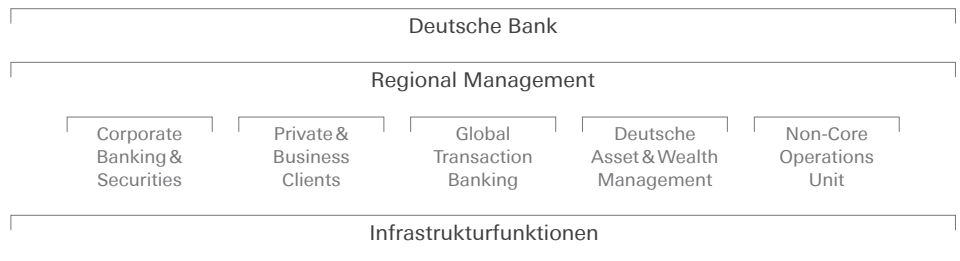 Deutsche Bank
Regional Management
Corporate
Banking & 
Securities
Private & 
Business
Clients
Global
Transaction
Banking
Deutsche
Asset & Wealth
Management
Non-Core
Operations
Unit
Infrastrukturfunktionen